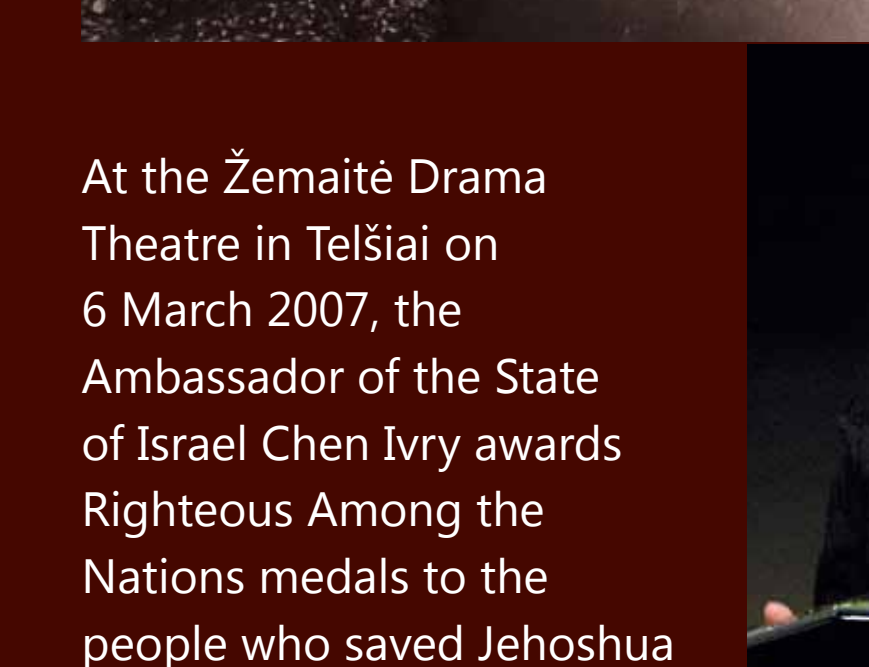 At the Žemaitė Drama
Theatre in Telšiai on
6 March 2007, the
Ambassador of the State
of Israel Chen Ivry awards
Righteous Among the
Nations medals to the
people who saved Jehoshua